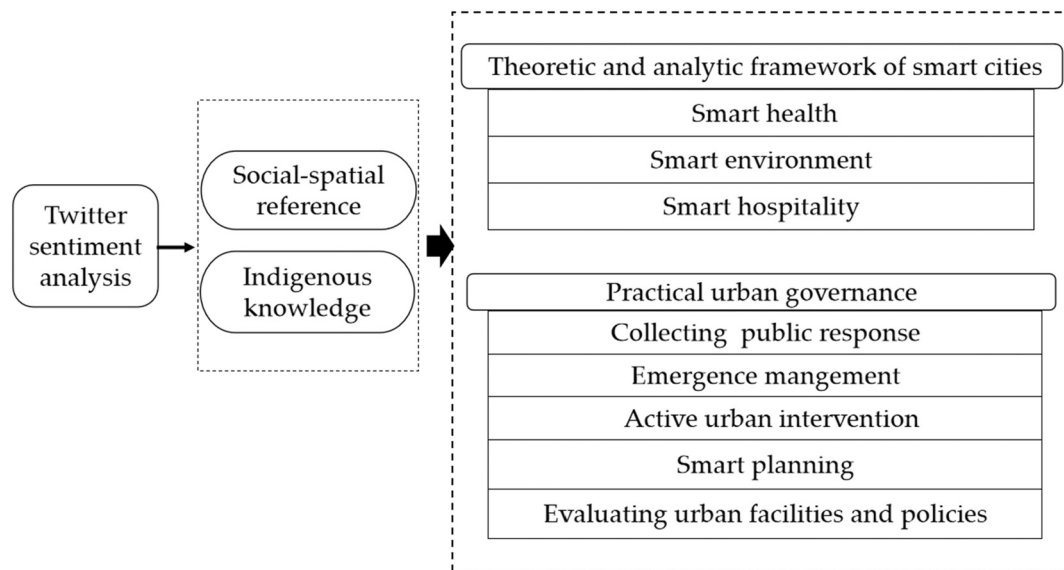 Twitter
sentiment
analysis
Social-spatial
reference
Indigenous
knowledge
Theoretic and analytic framework of smart cities
Smart health
Smart environment
Smart hospitality
Practical urban governance
Collecting public response
Emergence mangement
Active urban intervention
Smart planning
Evaluating urban facilities and policies